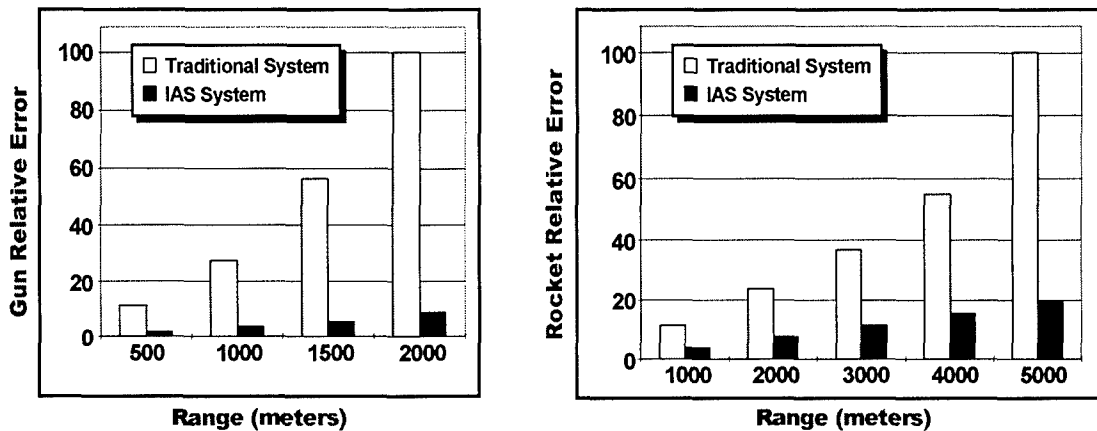 Gun Relative Error
100
80
60
40
20
0
Traditional System
IAS System
500 1000 1500 2000
Range (meters)
Rocket Relative Error
100
80
60
40
20
0
Traditional System
IAS System
1000 2000 3000 4000 5000
Range (meters)